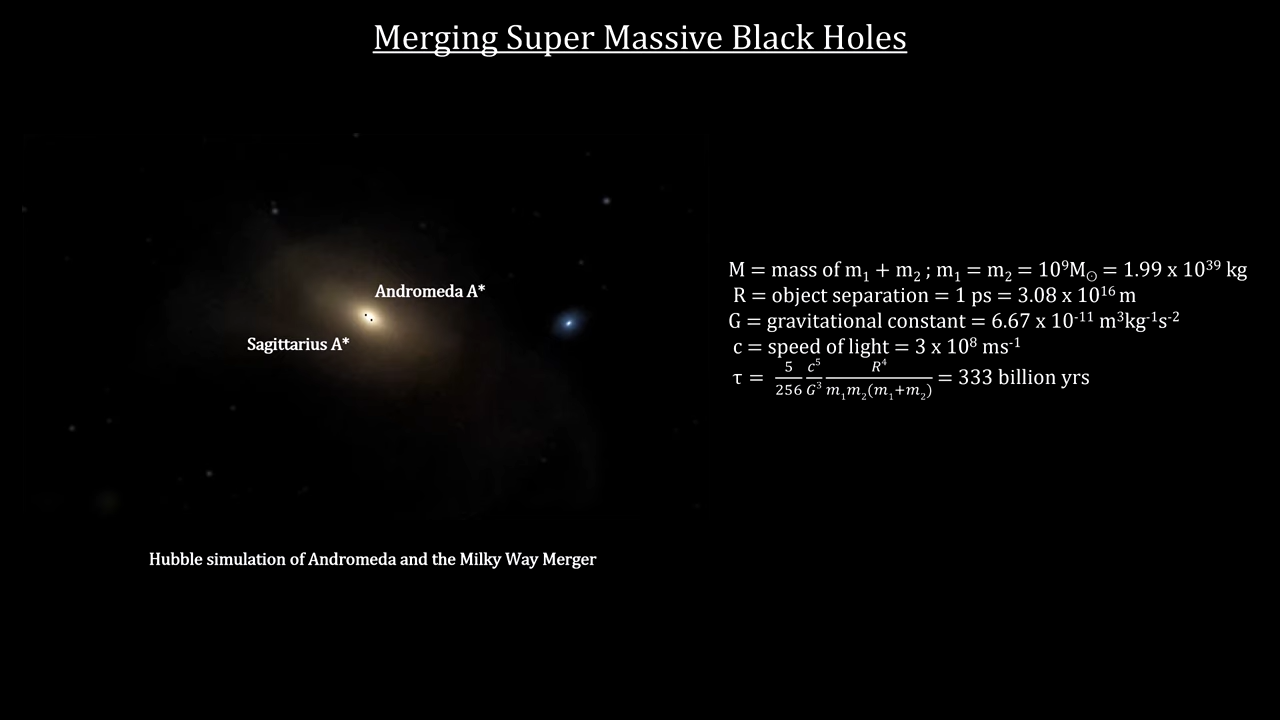 Merging Super Massive Black Holes
Andromeda A*
Sagittarius A*
Hubble simulation of Andromeda and the Milky Way Merger
M = mass of m₁ + m₂ ; m₁ = m₂ = 10⁹M☉ = 1.99 x 10³⁹ kg
R = object separation = 1 ps = 3.08 x 10¹⁶ m
G = gravitational constant = 6.67 x 10⁻¹¹ m³kg⁻¹s⁻²
c = speed of light = 3 x 10⁸ ms⁻¹
τ = 5/256 c⁵/G³ R⁴/m₁m₂(m₁+m₂) = 333 billion yrs